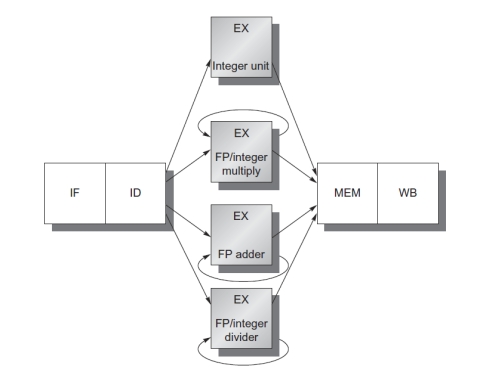 EX
Integer unit
EX
FP/integer
multiply
IF
ID
MEM
WB
EX
FP adder
EX
FP/integer
divider